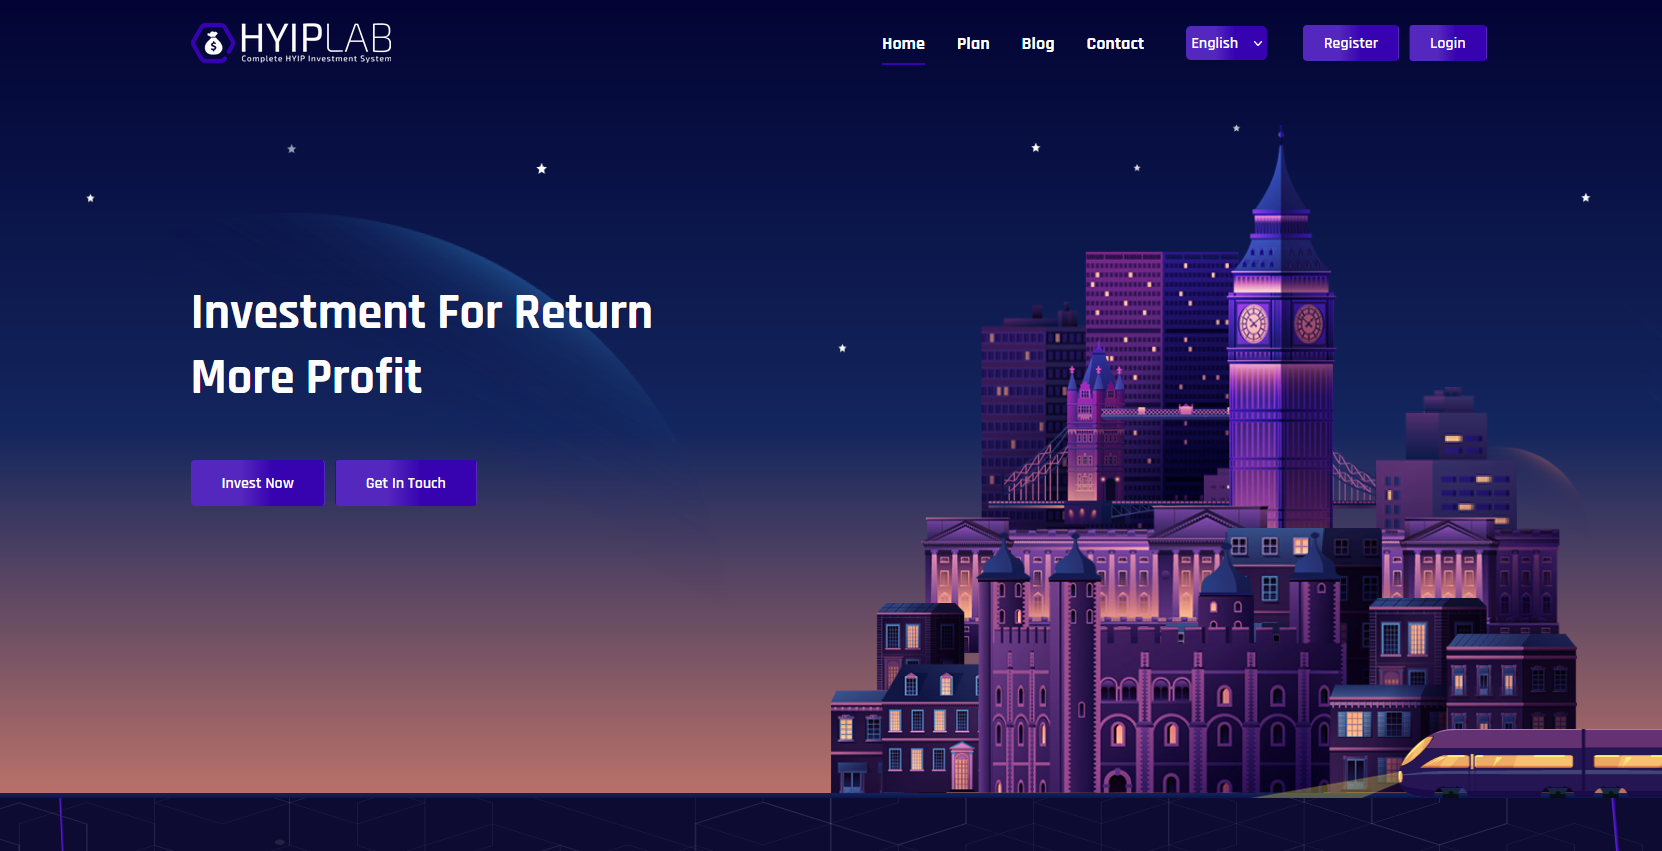 HYIPLAB
Complete HYIP Investment System
Home Plan Blog Contact English Register Login
Investment For Return
More Profit
Invest Now Get In Touch